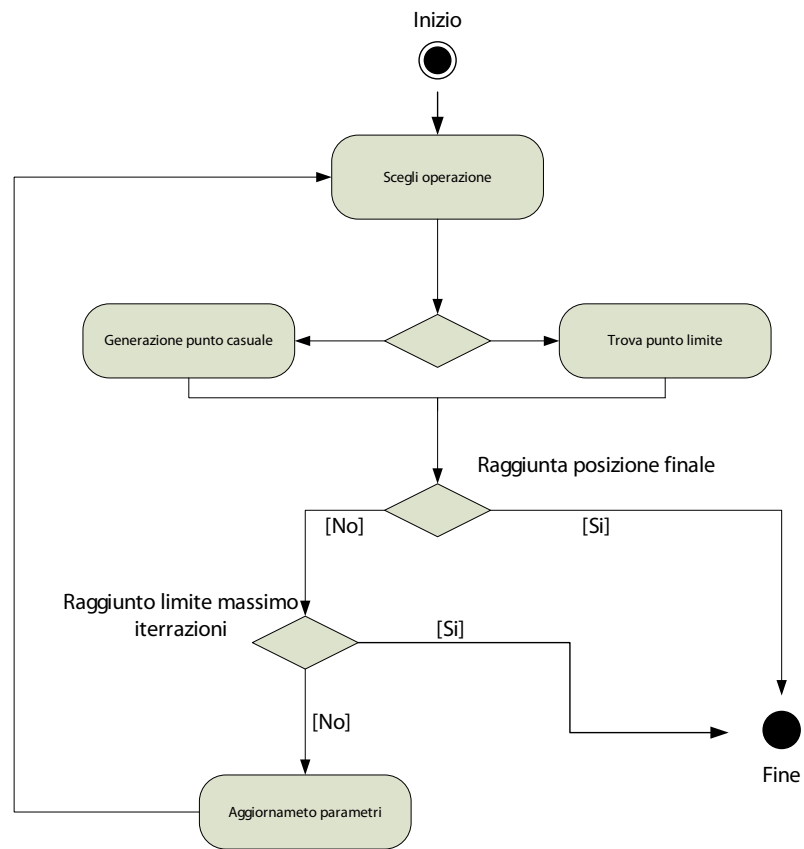 Inizio
Scegli operazione
Generazione punto casuale
Trova punto limite
Raggiunta posizione finale
[No]
[Si]
Raggiunto limite massimo
iterrazioni
[Si]
[No]
Fine
Aggiornameto parametri